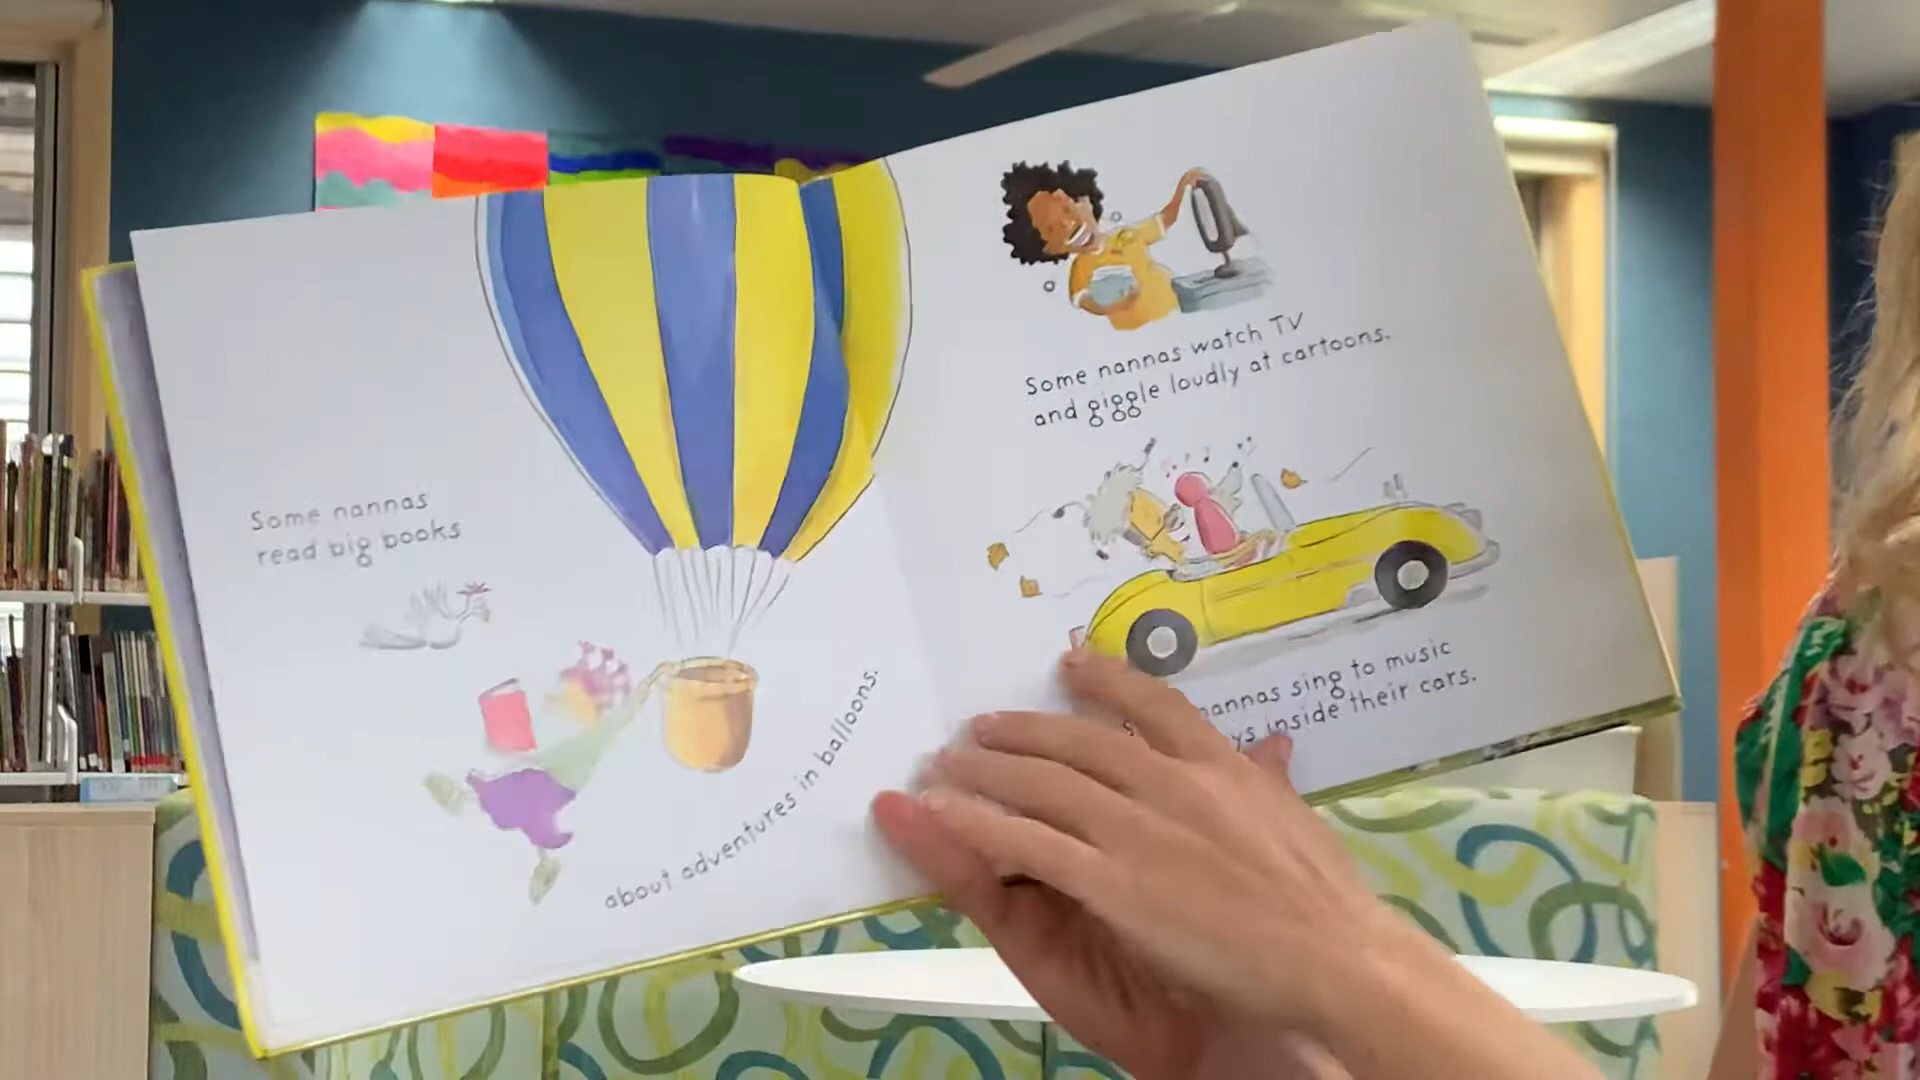 Some nannas
read big books
about adventures in balloons.
Some nannas watch TV
and giggle loudly at cartoons.
nannas sing to music
inside their cars.